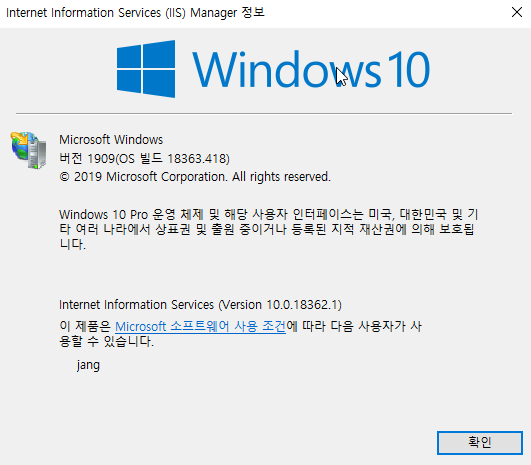 Internet Information Services (IIS) Manager 정보
Windows 10
Microsoft Windows
버전 1909(OS 빌드 18363.418)
© 2019 Microsoft Corporation. All rights reserved.
Windows 10 Pro 운영 체제 및 해당 사용자 인터페이스는 미국, 대한민국 및 기
타 여러 나라에서 상표권 및 출원 중이거나 등록된 지적 재산권에 의해 보호됩
니다.
Internet Information Services (Version 10.0.18362.1)
이 제품은 Microsoft 소프트웨어 사용 조건에 따라 다음 사용자가 사
용할 수 있습니다.
jang
확인